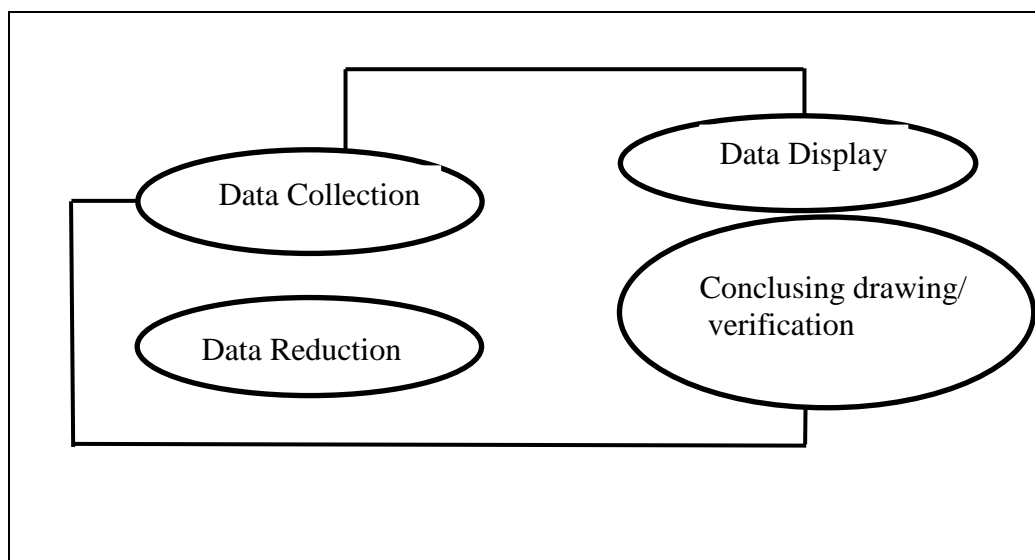 Data Collection
Data Display
Data Reduction
Conclusing drawing/
verification